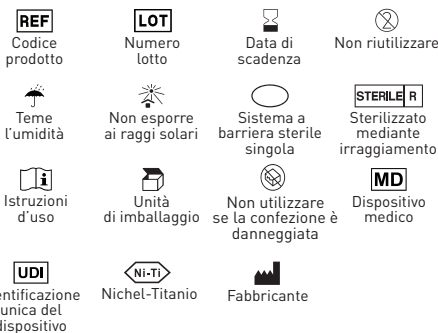 REF
Codice
prodotto
LOT
Numero
lotto
Data di
scadenza
2
Non riutilizzare
Teme
l'umidità
Non esporre
ai raggi solari
Sistema a
barriera sterile
singola
STERILE R
Sterilizzato
mediante
irraggiamento
i
Istruzioni
d'uso
Unità
di imballaggio
Non utilizzare
se la confezione è
danneggiata
MD
Dispositivo
medico
UDI
entificazione
unica del
dispositivo
Ni-Ti
Nichel-Titanio
Fabbricante